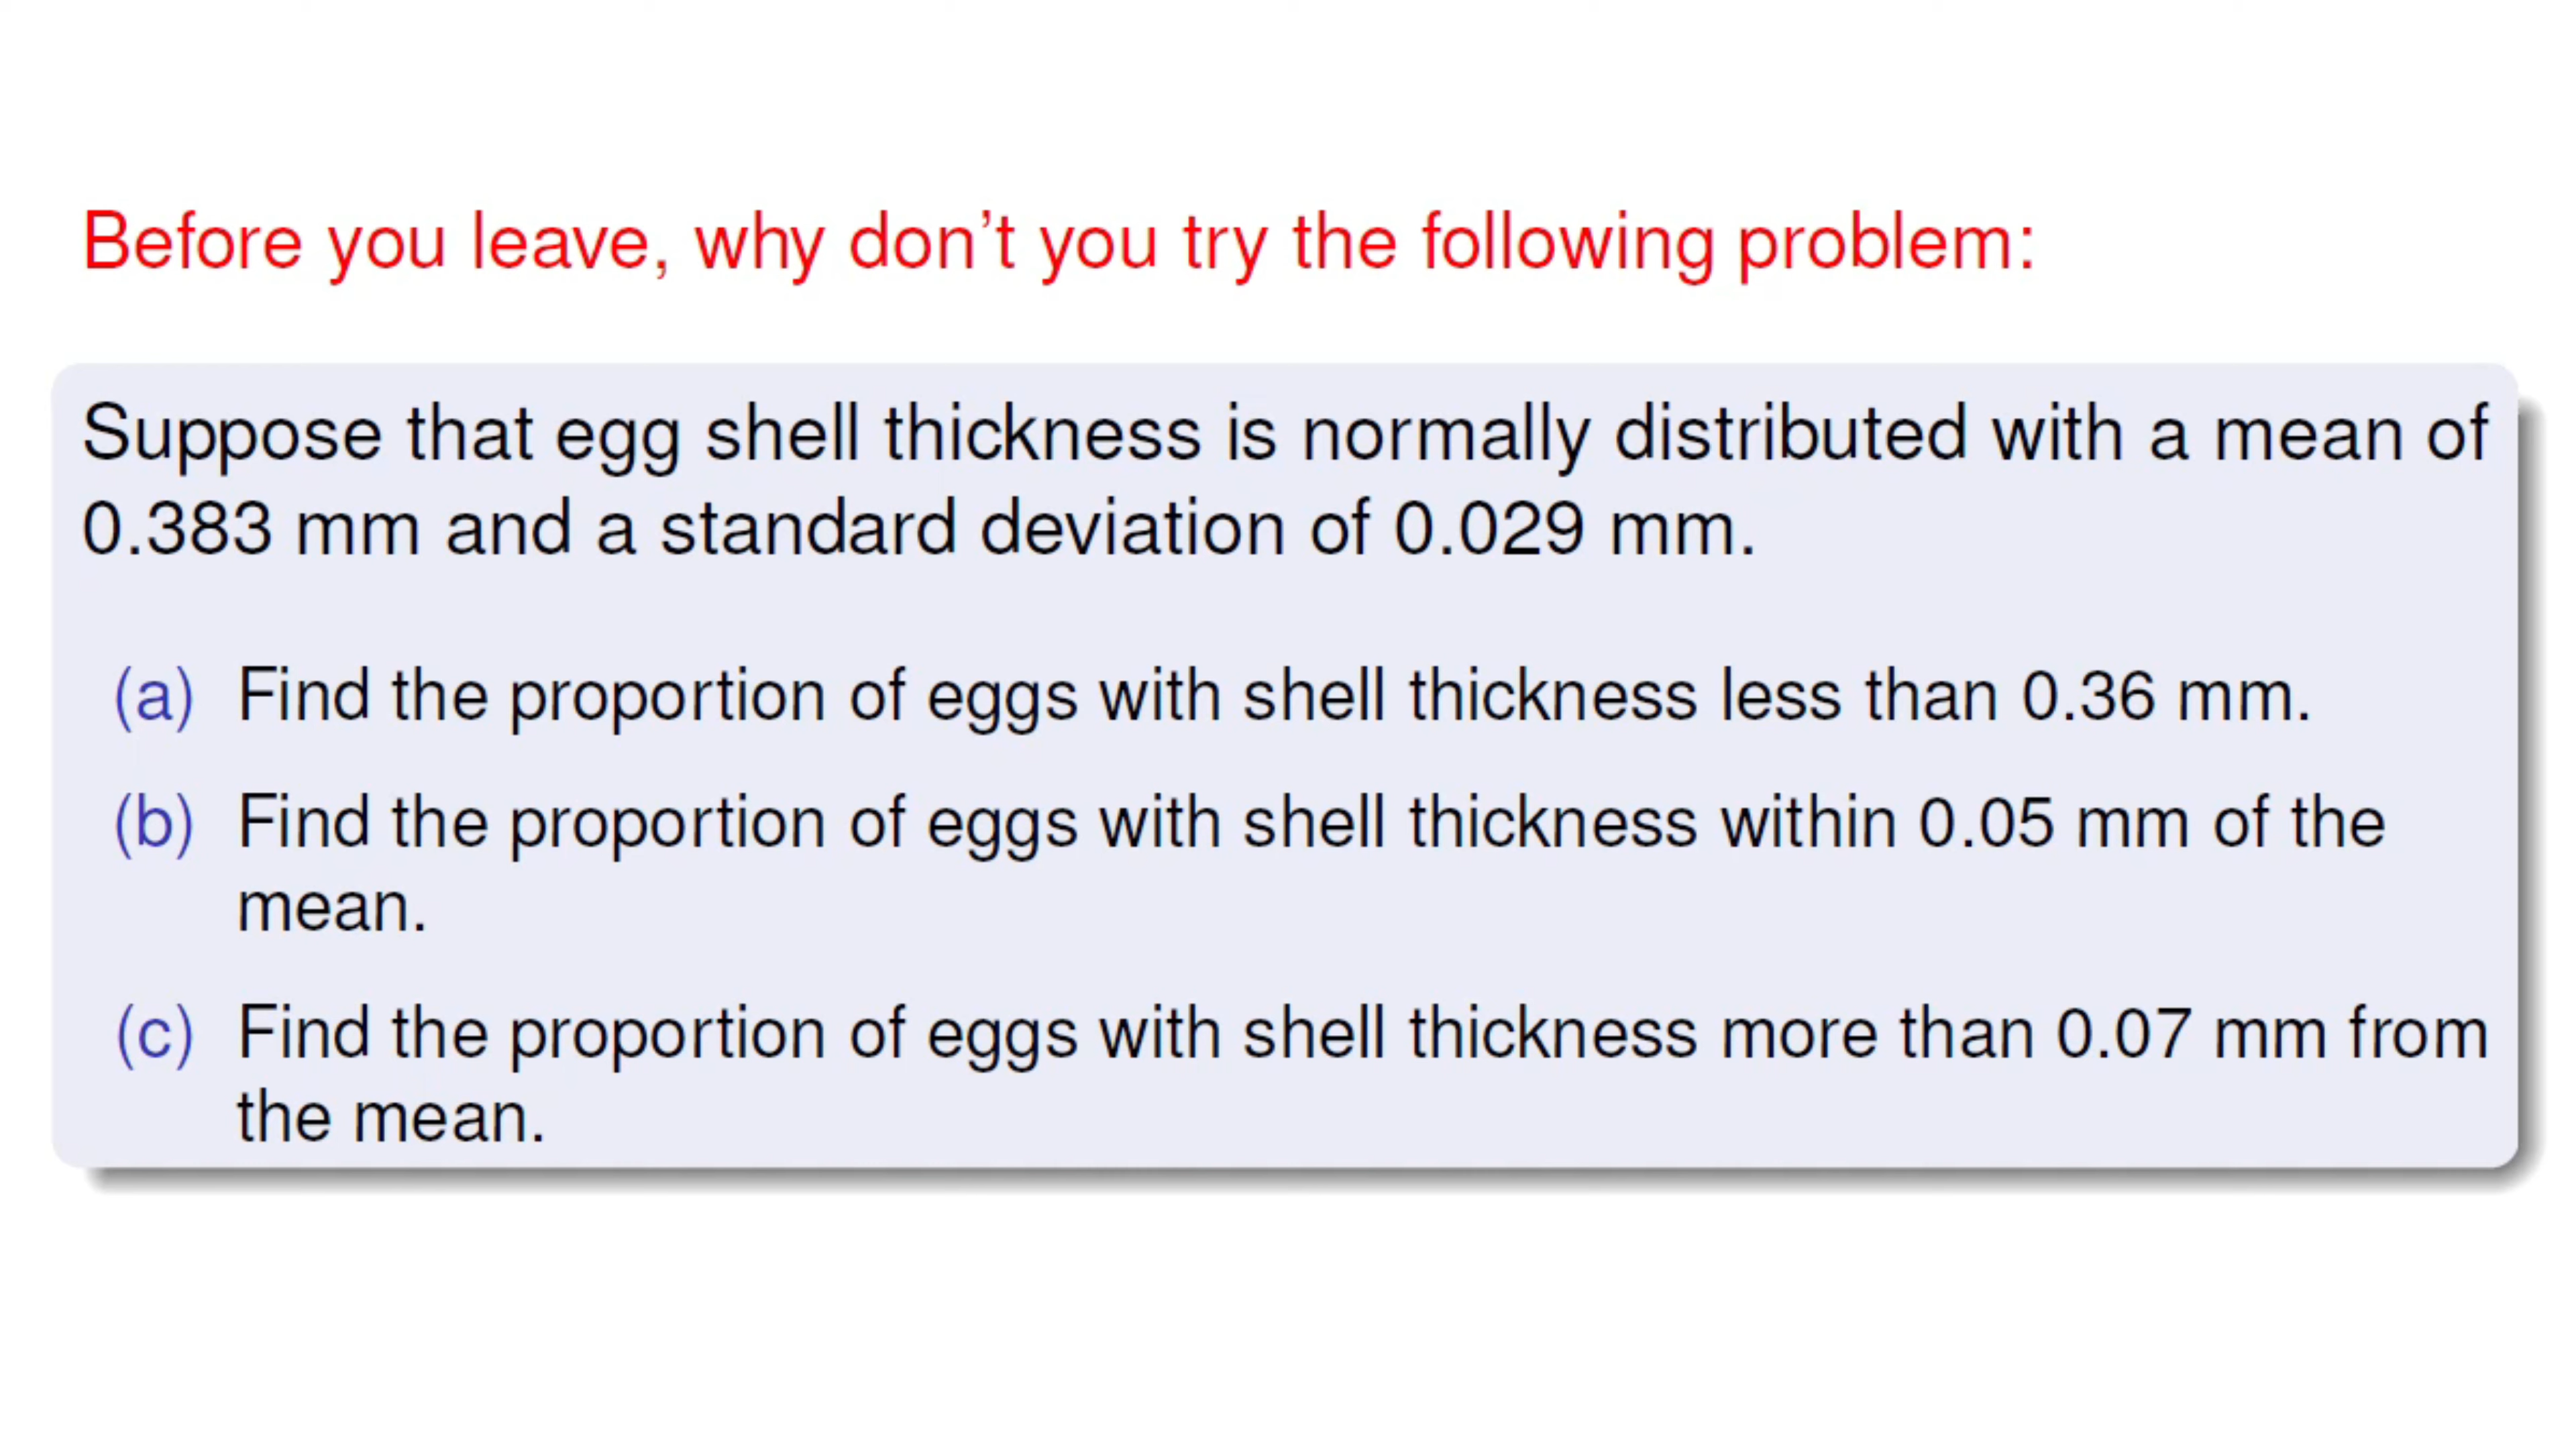 Before you leave, why don't you try the following problem:
Suppose that egg shell thickness is normally distributed with a mean of
0.383 mm and a standard deviation of 0.029 mm.
(a) Find the proportion of eggs with shell thickness less than 0.36 mm.
(b) Find the proportion of eggs with shell thickness within 0.05 mm of the
mean.
(c) Find the proportion of eggs with shell thickness more than 0.07 mm from
the mean.